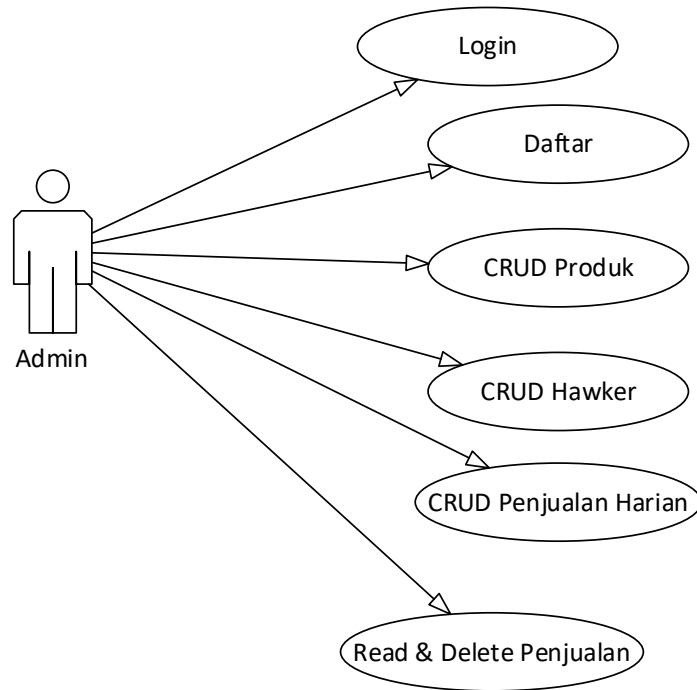 Login
Daftar
CRUD Produk
Admin
CRUD Hawker
CRUD Penjualan Harian
Read & Delete Penjualan